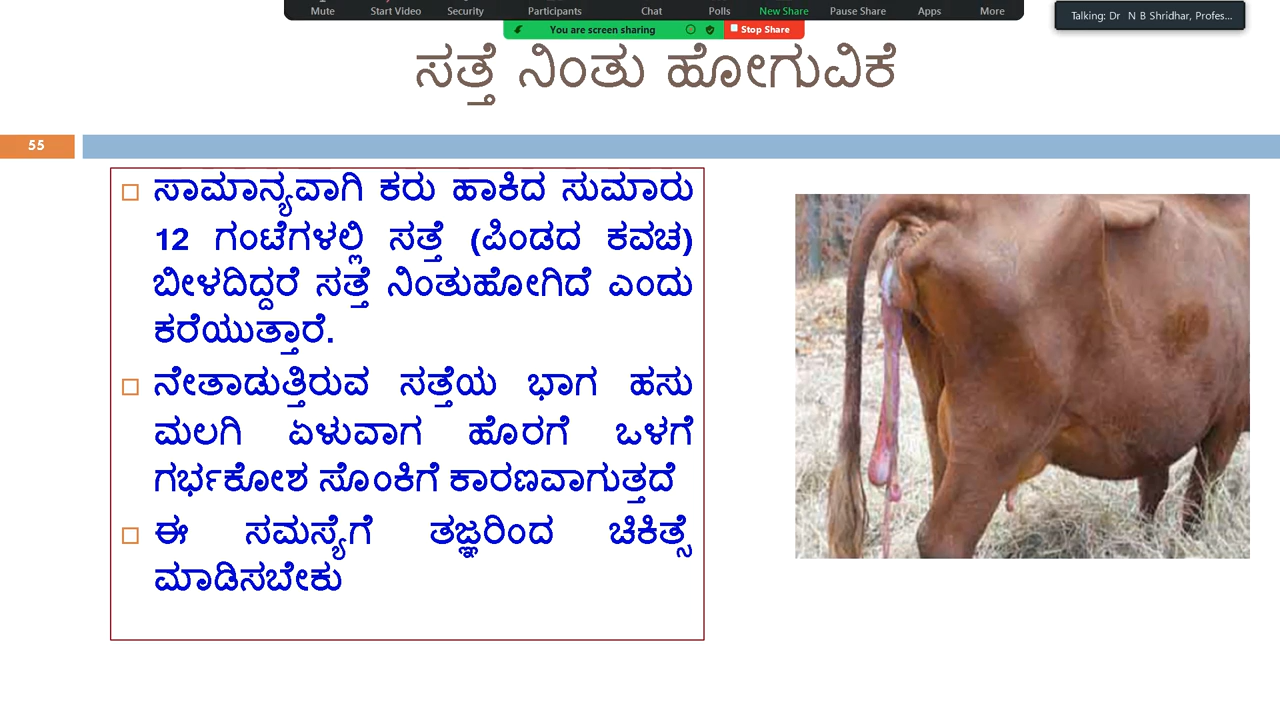 Mute Start Video Security Participants Chat Polls New Share Pause Share Apps More
Talking: Dr N B Shridhar, Profes...
You are screen sharing Stop Share
ಸತ್ತೆ ನಿಂತು ಹೋಗುವಿಕೆ
55
ಸಾಮಾನ್ಯವಾಗಿ ಕರು ಹಾಕಿದ ಸುಮಾರು
12 ಗಂಟೆಗಳಲ್ಲಿ ಸತ್ತೆ (ಪಿಂಡದ ಕವಚ)
ಬೀಳದಿದ್ದರೆ ಸತ್ತೆ ನಿಂತುಹೋಗಿದೆ ಎಂದು
ಕರೆಯುತ್ತಾರೆ.
ನೇತಾಡುತ್ತಿರುವ ಸತ್ತೆಯ ಭಾಗ ಹಸು
ಮಲಗಿ ಏಳುವಾಗ ಹೊರಗೆ ಒಳಗೆ
ಗರ್ಭಕೋಶ ಸೊಂಕಿಗೆ ಕಾರಣವಾಗುತ್ತದೆ
ಈ ಸಮಸ್ಯೆಗೆ ತಜ್ಞರಿಂದ ಚಿಕಿತ್ಸೆ
ಮಾಡಿಸಬೇಕು